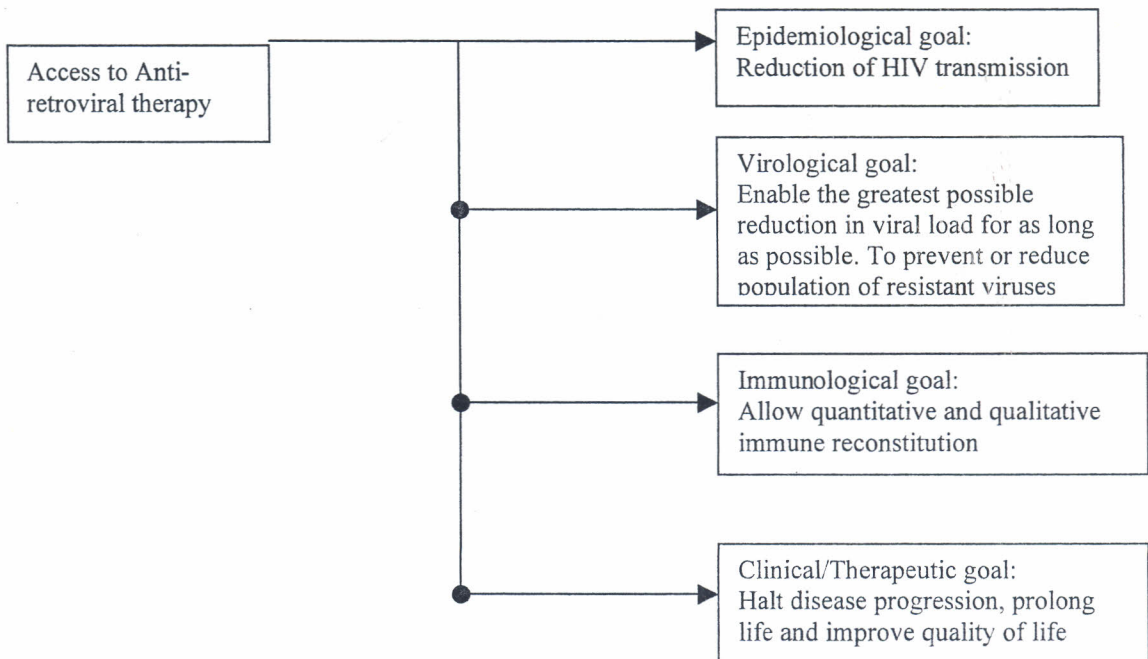 Access to Anti-
retroviral therapy
Epidemiological goal:
Reduction of HIV transmission
Virological goal:
Enable the greatest possible
reduction in viral load for as long
as possible. To prevent or reduce
population of resistant viruses
Immunological goal:
Allow quantitative and qualitative
immune reconstitution
Clinical/Therapeutic goal:
Halt disease progression, prolong
life and improve quality of life